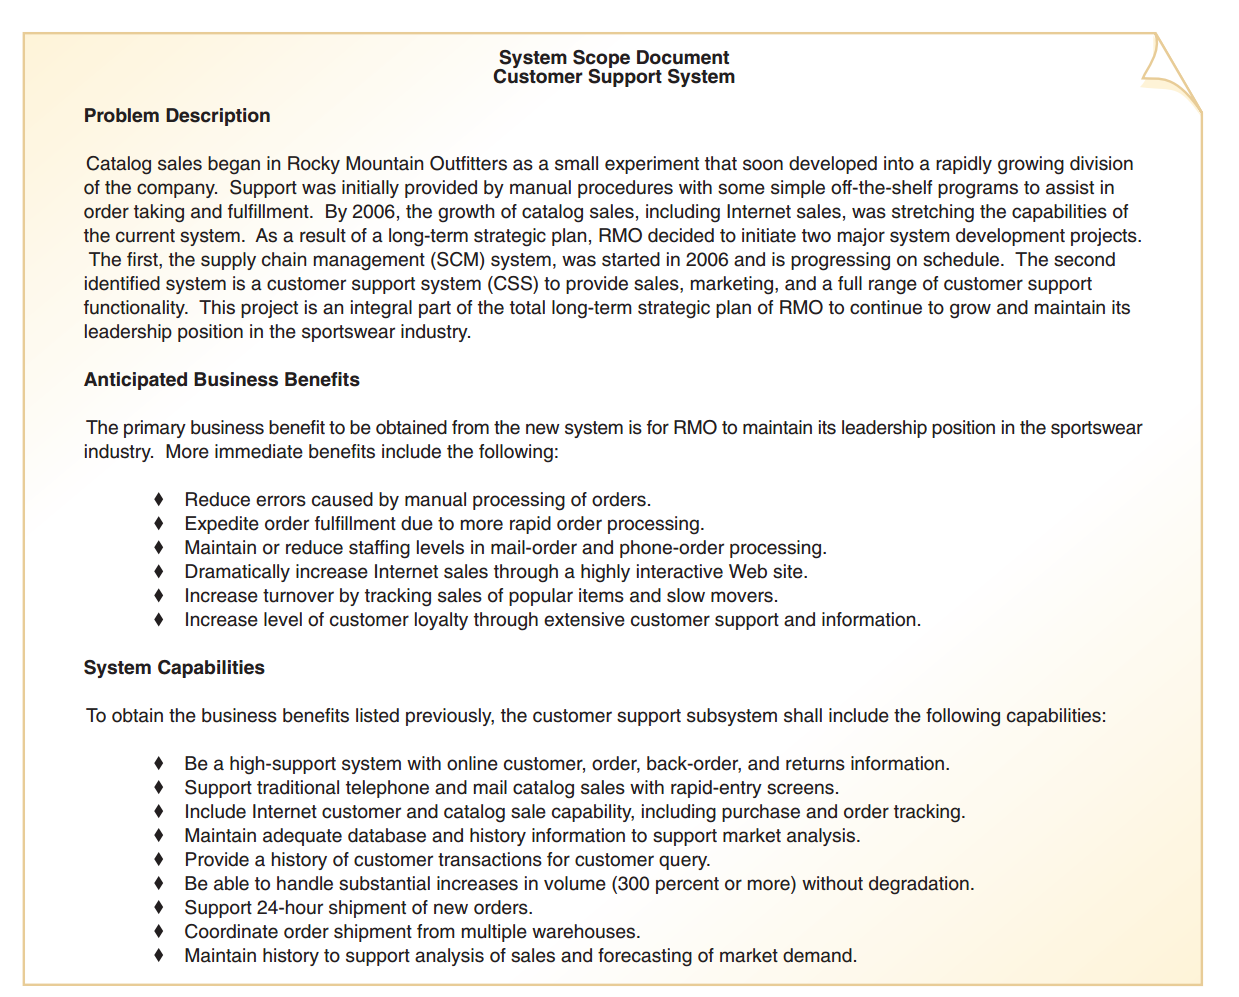 System Scope Document
Customer Support System
Problem Description
Catalog sales began in Rocky Mountain Outfitters as a small experiment that soon developed into a rapidly growing division
of the company. Support was initially provided by manual procedures with some simple off-the-shelf programs to assist in
order taking and fulfillment. By 2006, the growth of catalog sales, including Internet sales, was stretching the capabilities of
the current system. As a result of a long-term strategic plan, RMO decided to initiate two major system development projects.
The first, the supply chain management (SCM) system, was started in 2006 and is progressing on schedule. The second
identified system is a customer support system (CSS) to provide sales, marketing, and a full range of customer support
functionality. This project is an integral part of the total long-term strategic plan of RMO to continue to grow and maintain its
leadership position in the sportswear industry.
Anticipated Business Benefits
The primary business benefit to be obtained from the new system is for RMO to maintain its leadership position in the sportswear
industry. More immediate benefits include the following:
♦ Reduce errors caused by manual processing of orders.
♦ Expedite order fulfillment due to more rapid order processing.
♦ Maintain or reduce staffing levels in mail-order and phone-order processing.
♦ Dramatically increase Internet sales through a highly interactive Web site.
♦ Increase turnover by tracking sales of popular items and slow movers.
♦ Increase level of customer loyalty through extensive customer support and information.
System Capabilities
To obtain the business benefits listed previously, the customer support subsystem shall include the following capabilities:
♦ Be a high-support system with online customer, order, back-order, and returns information.
♦ Support traditional telephone and mail catalog sales with rapid-entry screens.
♦ Include Internet customer and catalog sale capability, including purchase and order tracking.
♦ Maintain adequate database and history information to support market analysis.
♦ Provide a history of customer transactions for customer query.
♦ Be able to handle substantial increases in volume (300 percent or more) without degradation.
♦ Support 24-hour shipment of new orders.
♦ Coordinate order shipment from multiple warehouses.
♦ Maintain history to support analysis of sales and forecasting of market demand.